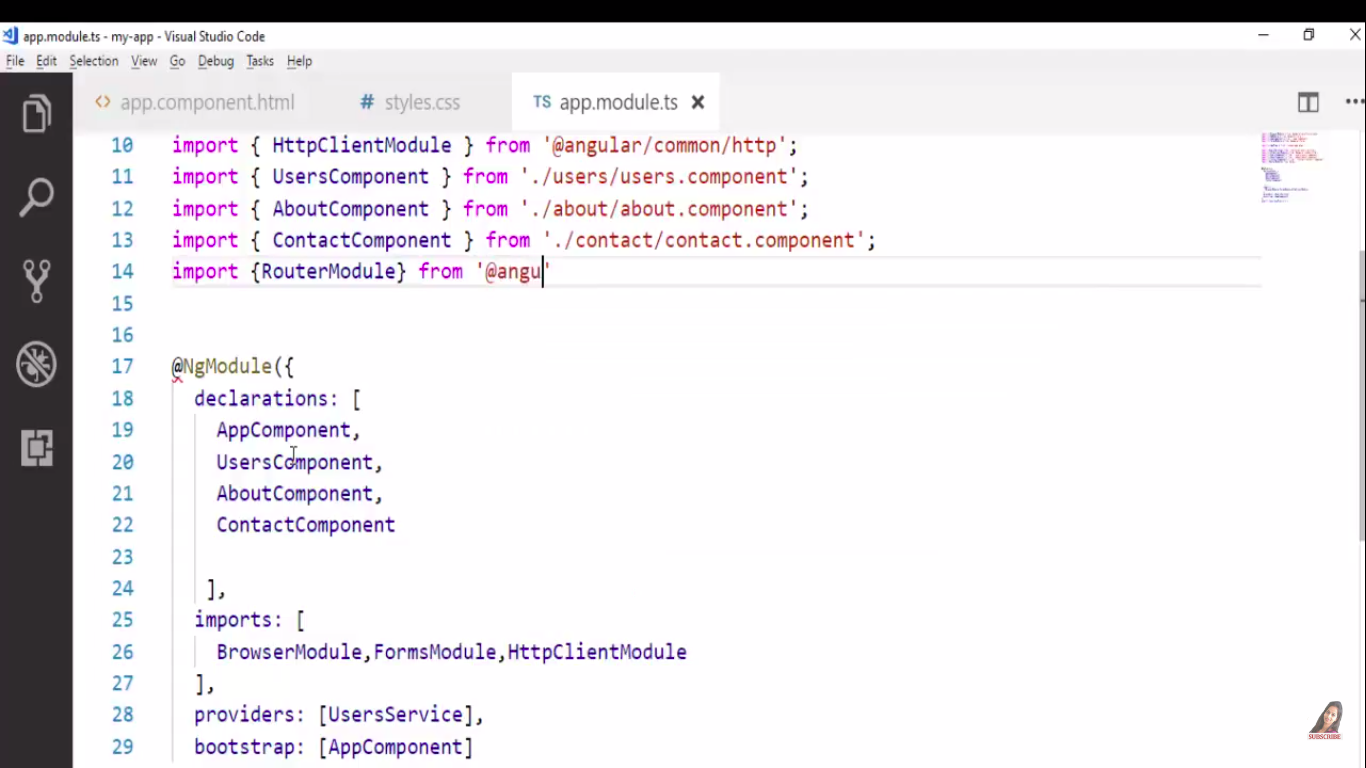 app.module.ts - my-app - Visual Studio Code
File Edit Selection View Go Debug Tasks Help
<> app.component.html # styles.css TS app.module.ts
10 import { HttpClientModule } from '@angular/common/http';
11 import { UsersComponent } from './users/users.component';
12 import { AboutComponent } from './about/about.component';
13 import { ContactComponent } from './contact/contact.component';
14 import {RouterModule} from '@angu'
15
16
17 @NgModule({
18 declarations: [
19 AppComponent,
20 UsersComponent,
21 AboutComponent,
22 ContactComponent
23
24 ],
25 imports: [
26 BrowserModule,FormsModule,HttpClientModule
27 ],
28 providers: [UsersService],
29 bootstrap: [AppComponent]
SUBSCRIBE